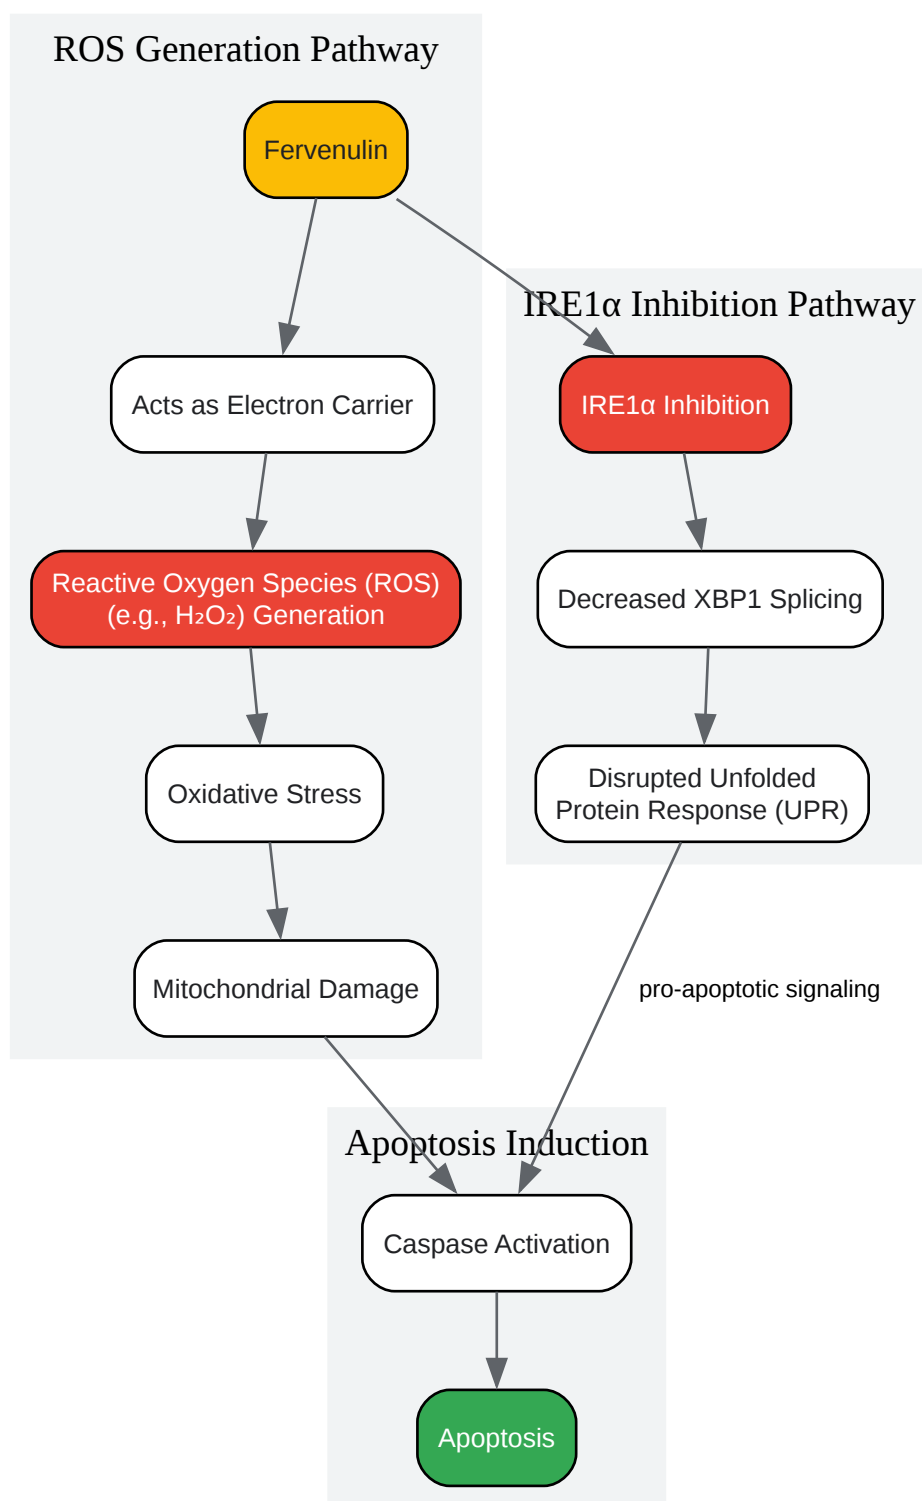 ROS Generation Pathway
Fervenulin
IRE1α Inhibition Pathway
Acts as Electron Carrier
IRE1α Inhibition
Reactive Oxygen Species (ROS)
(e.g., H₂O₂) Generation
Decreased XBP1 Splicing
Oxidative Stress
Disrupted Unfolded
Protein Response (UPR)
Mitochondrial Damage
pro-apoptotic signaling
Apoptosis Induction
Caspase Activation
Apoptosis